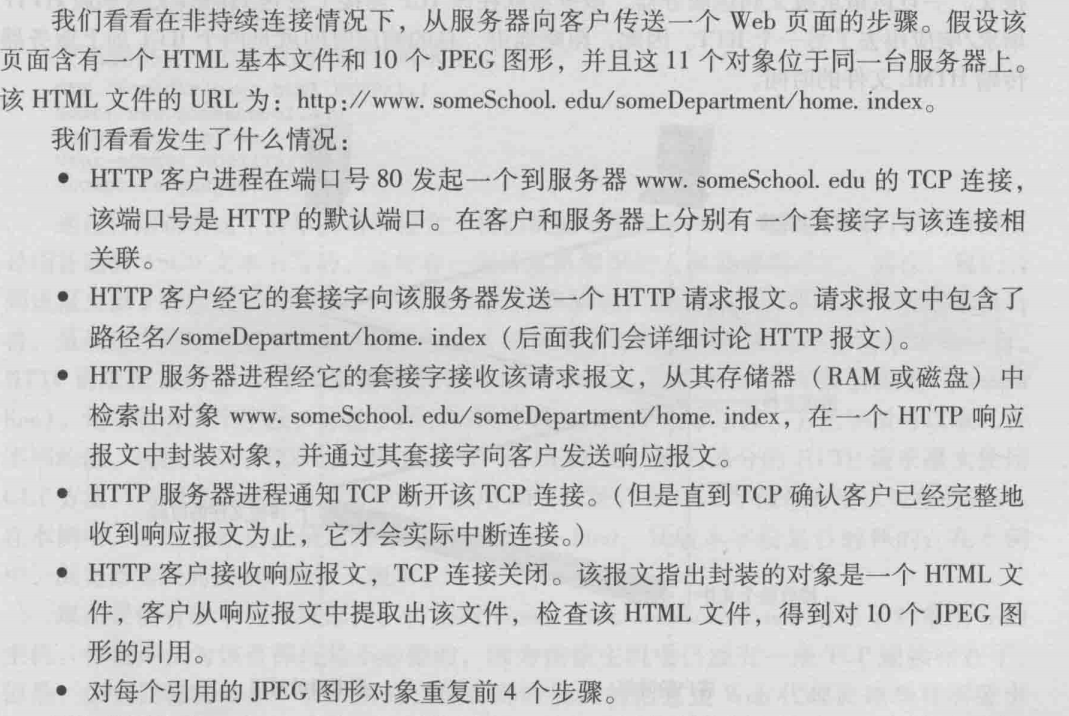 我们看看在非持续连接情况下，从服务器向客户传送一个 Web 页面的步骤。假设该
页面含有一个 HTML 基本文件和 10 个 JPEG 图形，并且这 11 个对象位于同一台服务器上。
该 HTML 文件的 URL 为：http://www. someSchool. edu/someDepartment/home. index。
我们看看发生了什么情况：
• HTTP 客户进程在端口号 80 发起一个到服务器 www. someSchool. edu 的 TCP 连接，
该端口号是 HTTP 的默认端口。在客户和服务器上分别有一个套接字与该连接相
关联。
• HTTP 客户经它的套接字向该服务器发送一个 HTTP 请求报文。请求报文中包含了
路径名/someDepartment/home. index（后面我们会详细讨论 HTTP 报文）。
• HTTP 服务器进程经它的套接字接收该请求报文，从其存储器（RAM 或磁盘）中
检索出对象 www. someSchool. edu/someDepartment/home. index，在一个 HTTP 响应
报文中封装对象，并通过其套接字向客户发送响应报文。
• HTTP 服务器进程通知 TCP 断开该 TCP 连接。（但是直到 TCP 确认客户已经完整地
收到响应报文为止，它才会实际中断连接。）
• HTTP 客户接收响应报文，TCP 连接关闭。该报文指出封装的对象是一个 HTML 文
件，客户从响应报文中提取出该文件，检查该 HTML 文件，得到对 10 个 JPEG 图
形的引用。
• 对每个引用的 JPEG 图形对象重复前 4 个步骤。